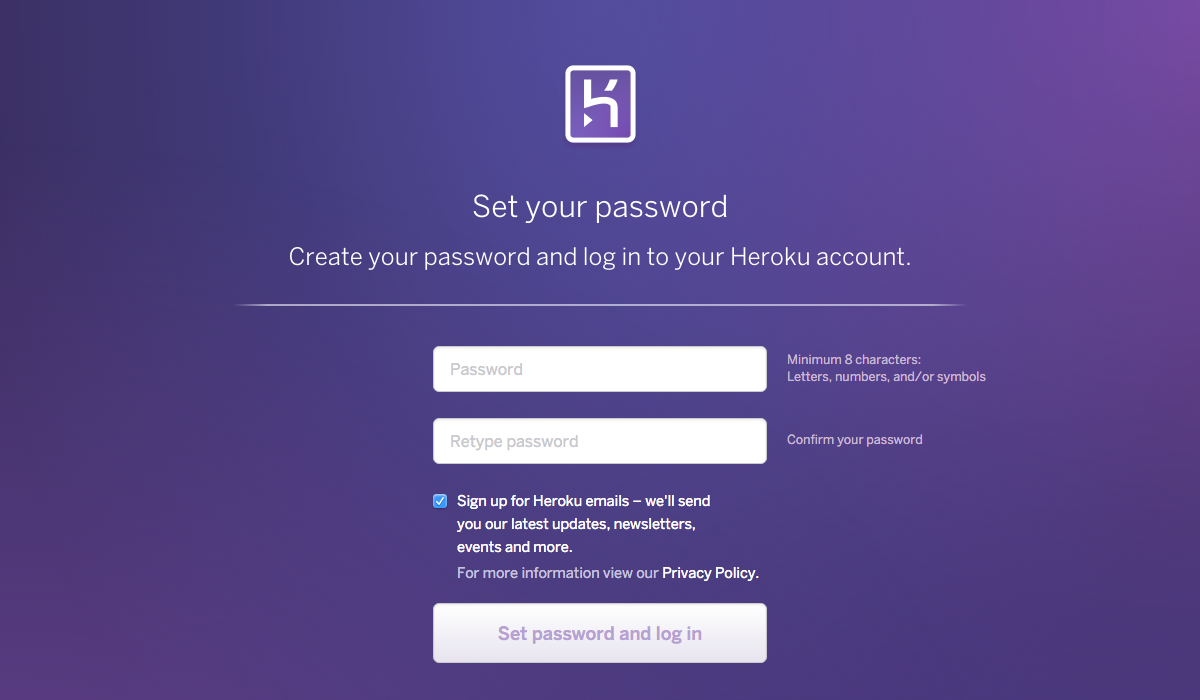 Set your password
Create your password and log in to your Heroku account.
Password
Minimum 8 characters:
Letters, numbers, and/or symbols
Retype password
Confirm your password
Sign up for Heroku emails – we'll send
you our latest updates, newsletters,
events and more.
For more information view our Privacy Policy.
Set password and log in